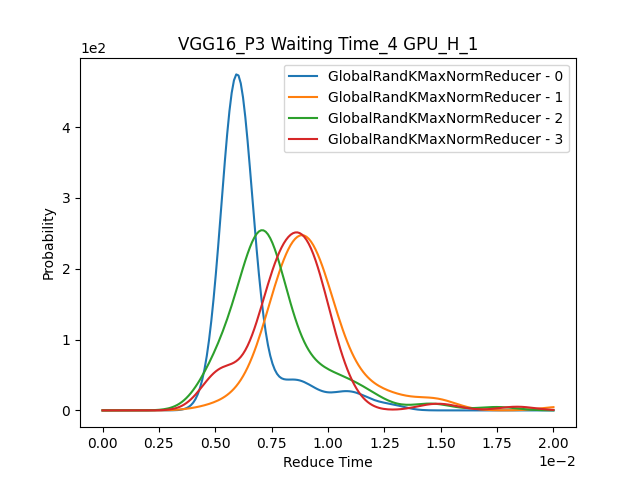 VGG16_P3 Waiting Time_4 GPU_H_1
1e2
GlobalRandKMaxNormReducer - 0
GlobalRandKMaxNormReducer - 1
GlobalRandKMaxNormReducer - 2
GlobalRandKMaxNormReducer - 3
Probability
4
3
2
1
0
0.00 0.25 0.50 0.75 1.00 1.25 1.50 1.75 2.00
Reduce Time
1e−2